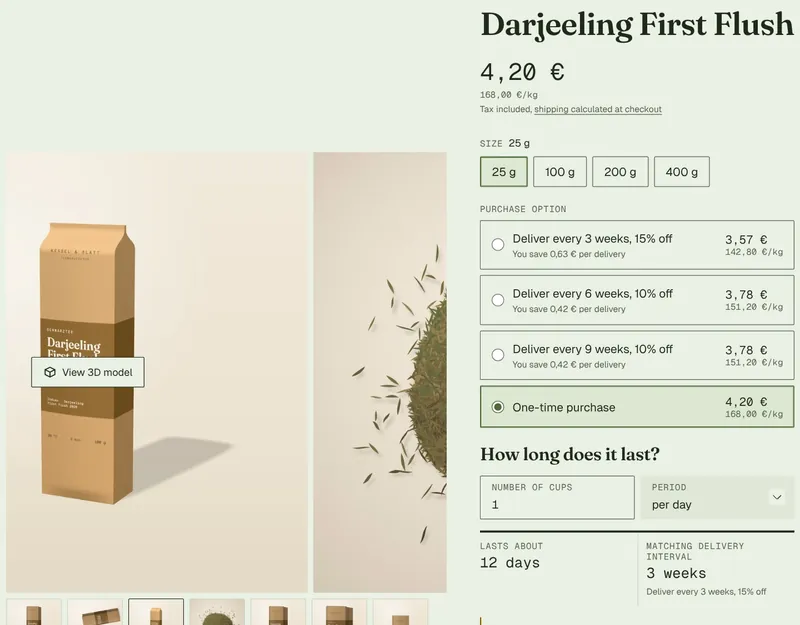 Darjeeling First Flush
4,20 €
168,00 €/kg
Tax included, shipping calculated at checkout
SIZE 25 g
25 g
100 g
200 g
400 g
PURCHASE OPTION
Deliver every 3 weeks, 15% off
3,57 €
You save 0,63 € per delivery
142,80 €/kg
Deliver every 6 weeks, 10% off
3,78 €
You save 0,42 € per delivery
151,20 €/kg
Deliver every 9 weeks, 10% off
3,78 €
You save 0,42 € per delivery
151,20 €/kg
One-time purchase
4,20 €
168,00 €/kg
How long does it last?
NUMBER OF CUPS
1
PERIOD
per day
LASTS ABOUT
12 days
MATCHING DELIVERY
INTERVAL
3 weeks
Deliver every 3 weeks, 15% off
Darjeeling
View 3D model